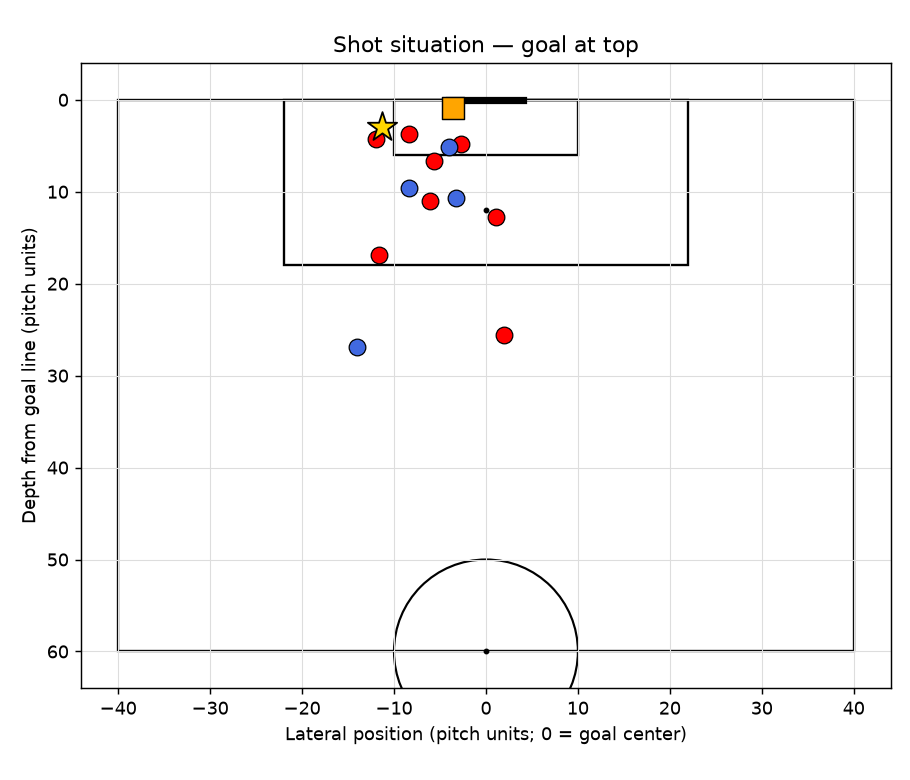 Shot situation — goal at top
0
10
20
30
40
50
60
Depth from goal line (pitch units)
−40 −30 −20 −10 0 10 20 30 40
Lateral position (pitch units; 0 = goal center)